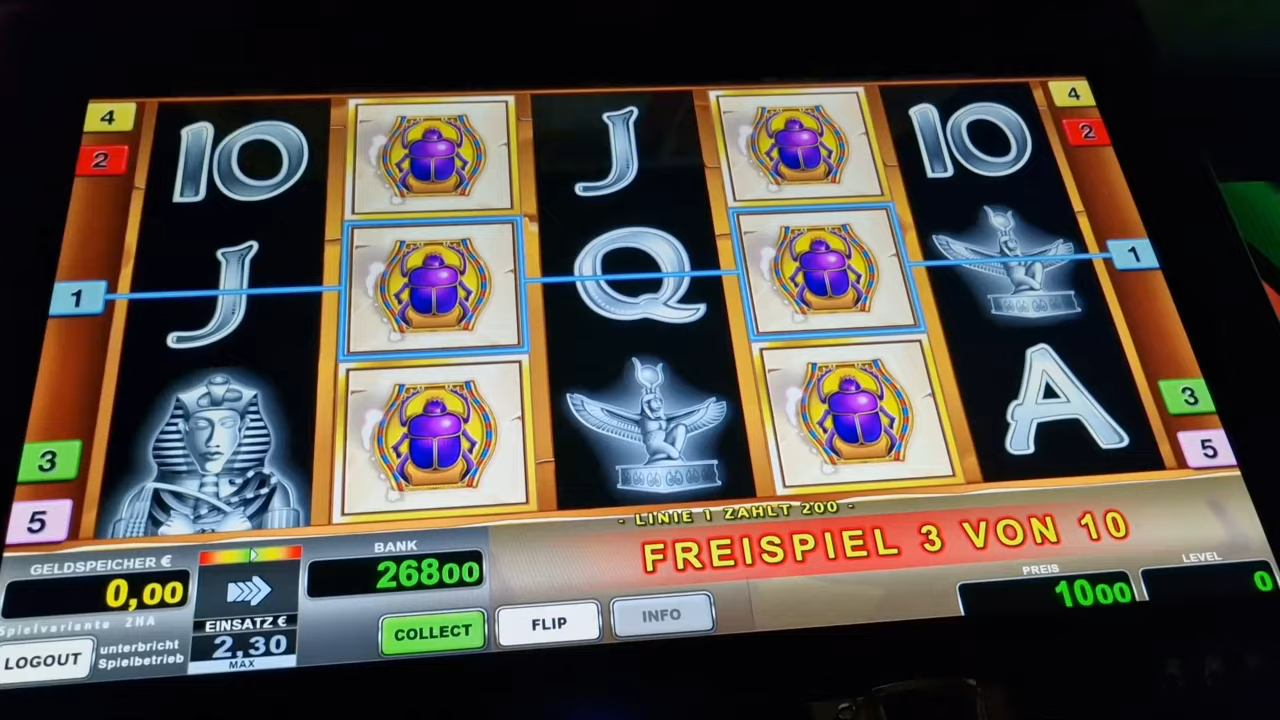 4
2
10
J
10
4
2
1
J
Q
1
3
5
A
3
5
- LINIE 1 ZAHLT 200 -
FREISPIEL 3 VON 10
GELDSPEICHER €
0,00
Spielvariante 2HA
LOGOUT
unterbricht
Spielbetrieb
EINSATZ €
2,30
MAX
BANK
26800
COLLECT
FLIP
INFO
PREIS
1000
LEVEL
0